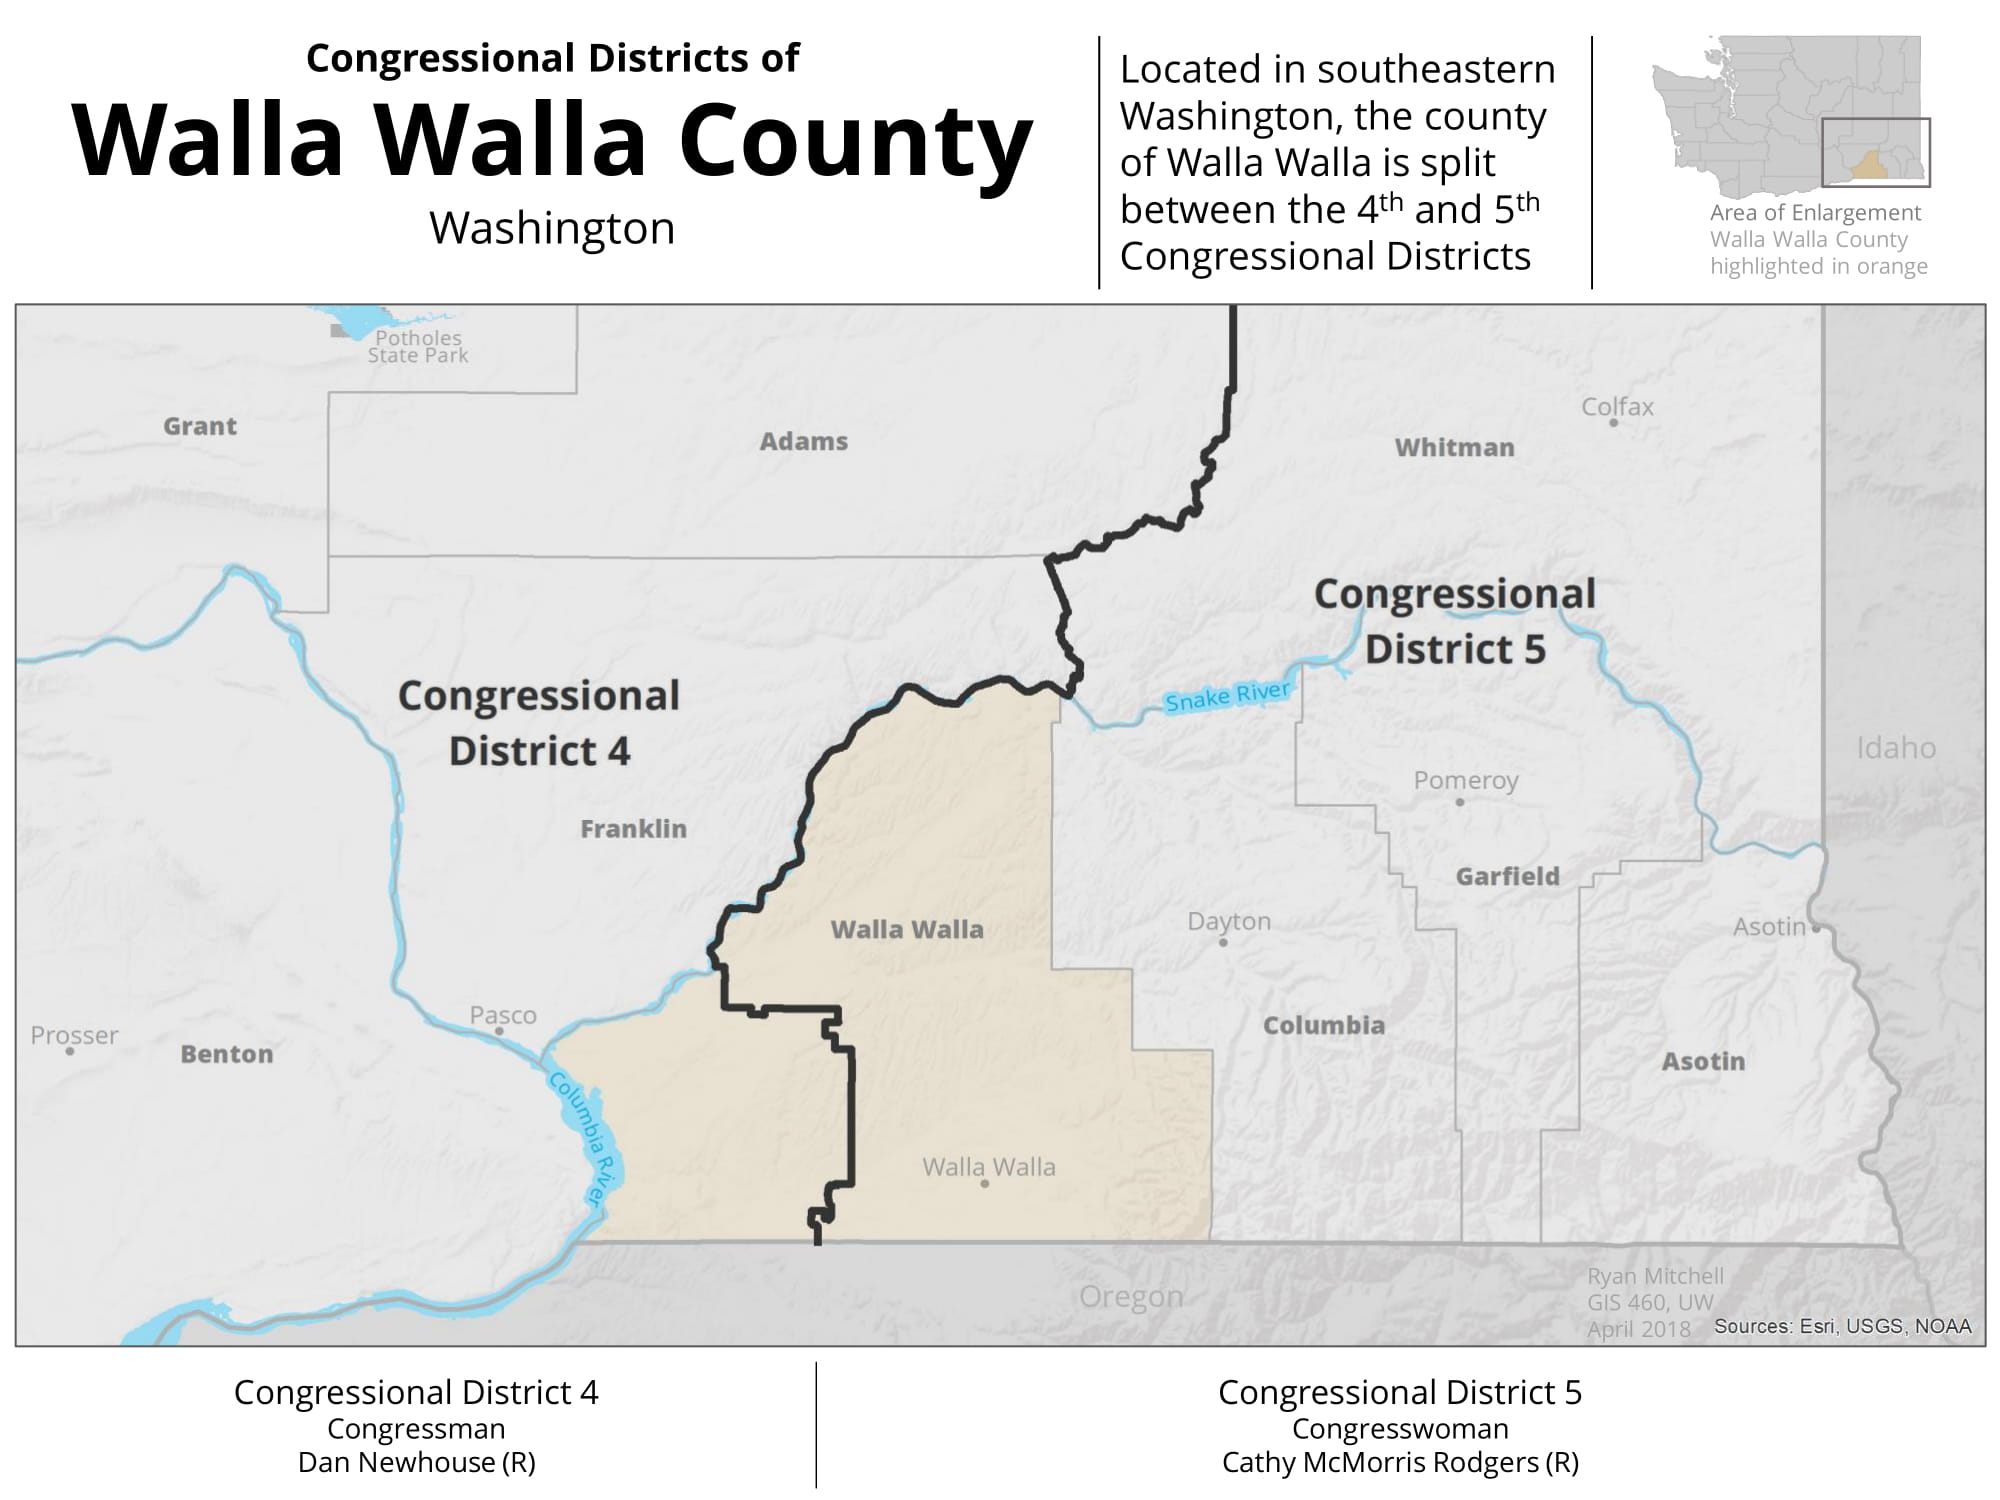 Congressional Districts of
Walla Walla County
Washington
Located in southeastern
Washington, the county
of Walla Walla is split
between the 4th and 5th
Congressional Districts
Area of Enlargement
Walla Walla County
highlighted in orange
Potholes
State Park
Grant
Adams
Colfax
Whitman
Congressional
District 5
Congressional
District 4
Snake River
Idaho
Pomeroy
Franklin
Garfield
Walla Walla
Dayton
Asotin
Pasco
Prosser
Benton
Columbia
Asotin
Columbia River
Walla Walla
Oregon
Ryan Mitchell
GIS 460, UW
April 2018
Sources: Esri, USGS, NOAA
Congressional District 4
Congressman
Dan Newhouse (R)
Congressional District 5
Congresswoman
Cathy McMorris Rodgers (R)